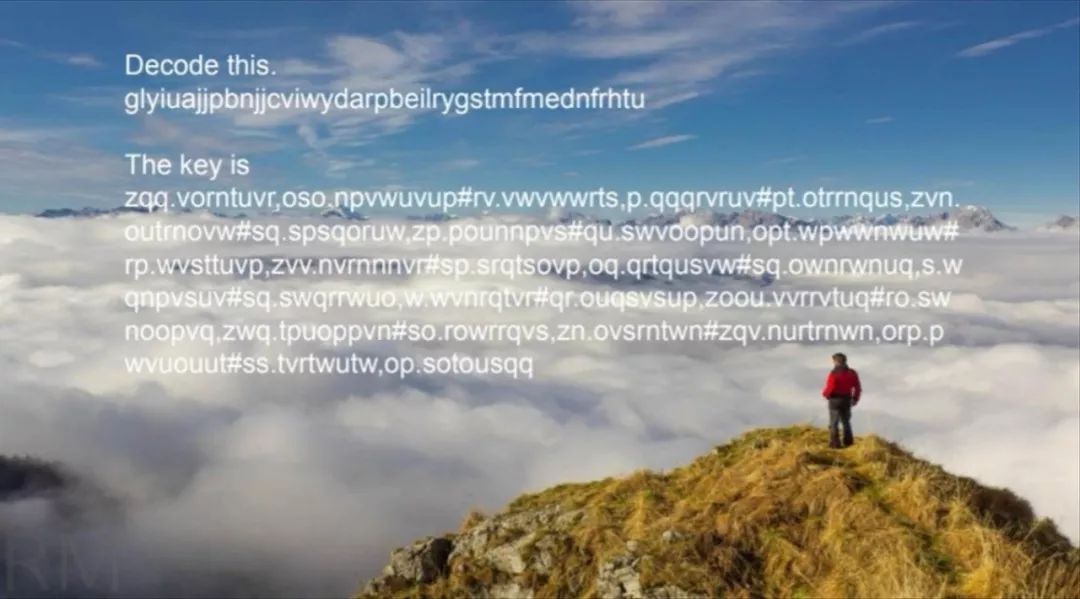 Decode this.
glyiuajjpbnjjcviwydarpbeilrygstmfmednfrhtu
The key is
zqq.vorntuvr,oso.npvwuvup#rv.vwvwwrts,p.qqqrvruv#pt.otrrnqus,zvn.
outrnovw#sq.spsqoruw,zp.pounnpvs#qu.swvoopun,opt.wpwwnwuw#
rp.wvsttuvp,zvv.nvrnnnvr#sp.srqtsovp,oq.qrtqusvw#sq.ownrwnuq,s.w
qnpvsuv#sq.swqrrwuo,w.wvnrqtvr#qr.ouqsvsup,zoou.vvrrvtuq#ro.sw
noopvq,zwq.tpuoppvn#so.rowrrqvs,zn.ovsrntwn#zqv.nurtrnwn,orp.p
wvuouut#ss.tvrtwutw,op.sotousqq
RM